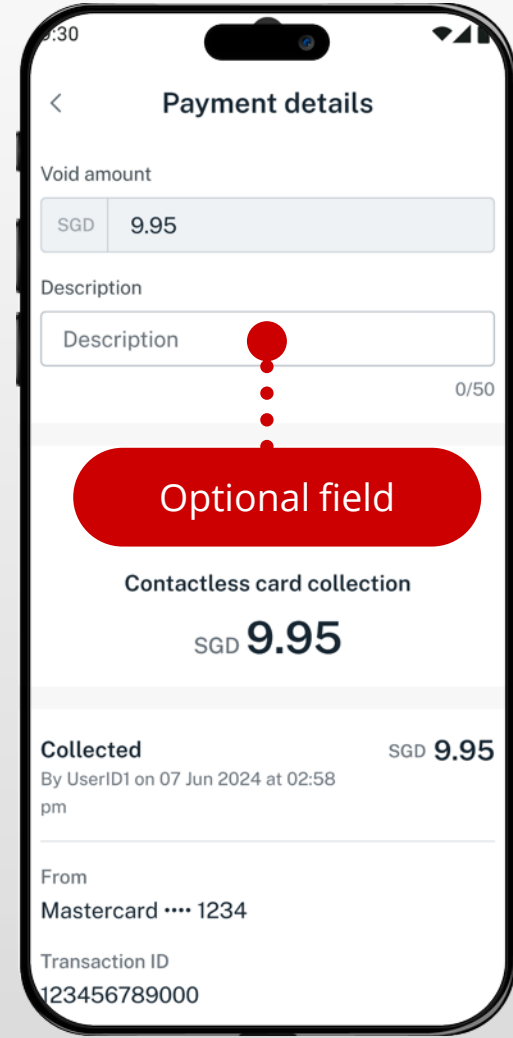 9:30
Payment details
Void amount
SGD 9.95
Description
Description
0/50
Optional field
Contactless card collection
SGD 9.95
Collected SGD 9.95
By UserID1 on 07 Jun 2024 at 02:58
pm
From
Mastercard •••• 1234
Transaction ID
123456789000